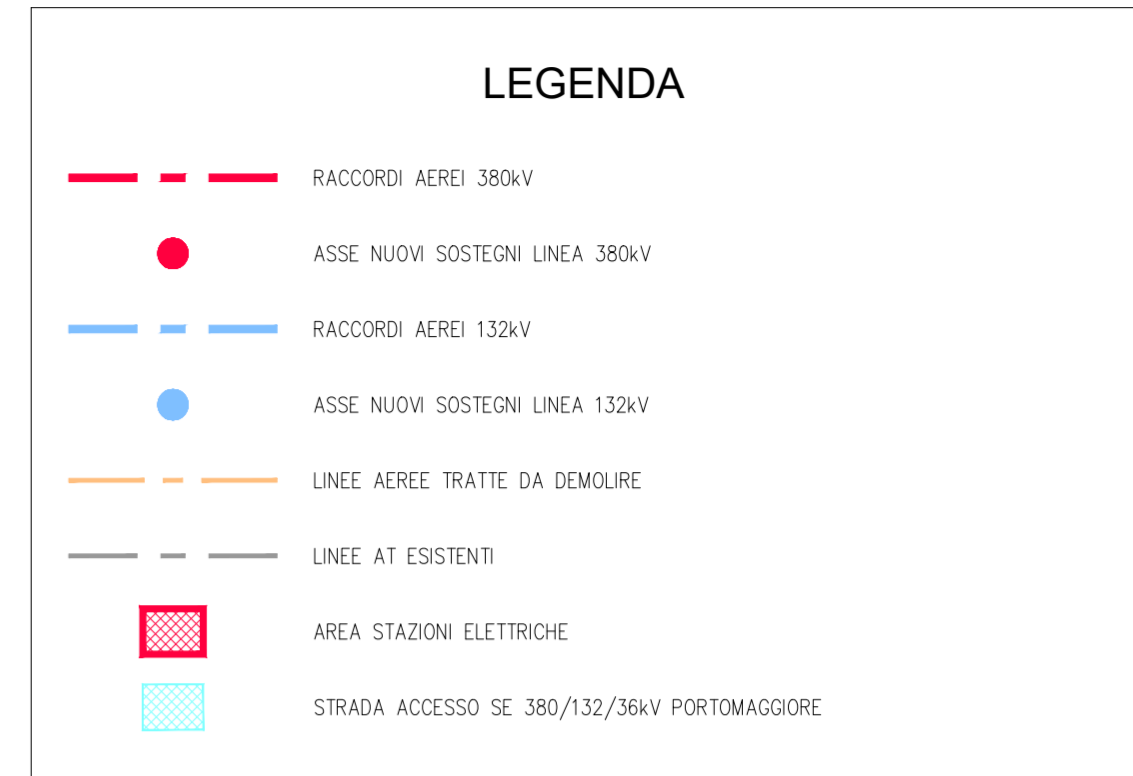 LEGENDA
RACCORDI AEREI 380kV
ASSE NUOVI SOSTEGNI LINEA 380kV
RACCORDI AEREI 132kV
ASSE NUOVI SOSTEGNI LINEA 132kV
LINEE AEREE TRATTE DA DEMOLIRE
LINEE AT ESISTENTI
AREA STAZIONI ELETTRICHE
STRADA ACCESSO SE 380/132/36kV PORTOMAGGIORE